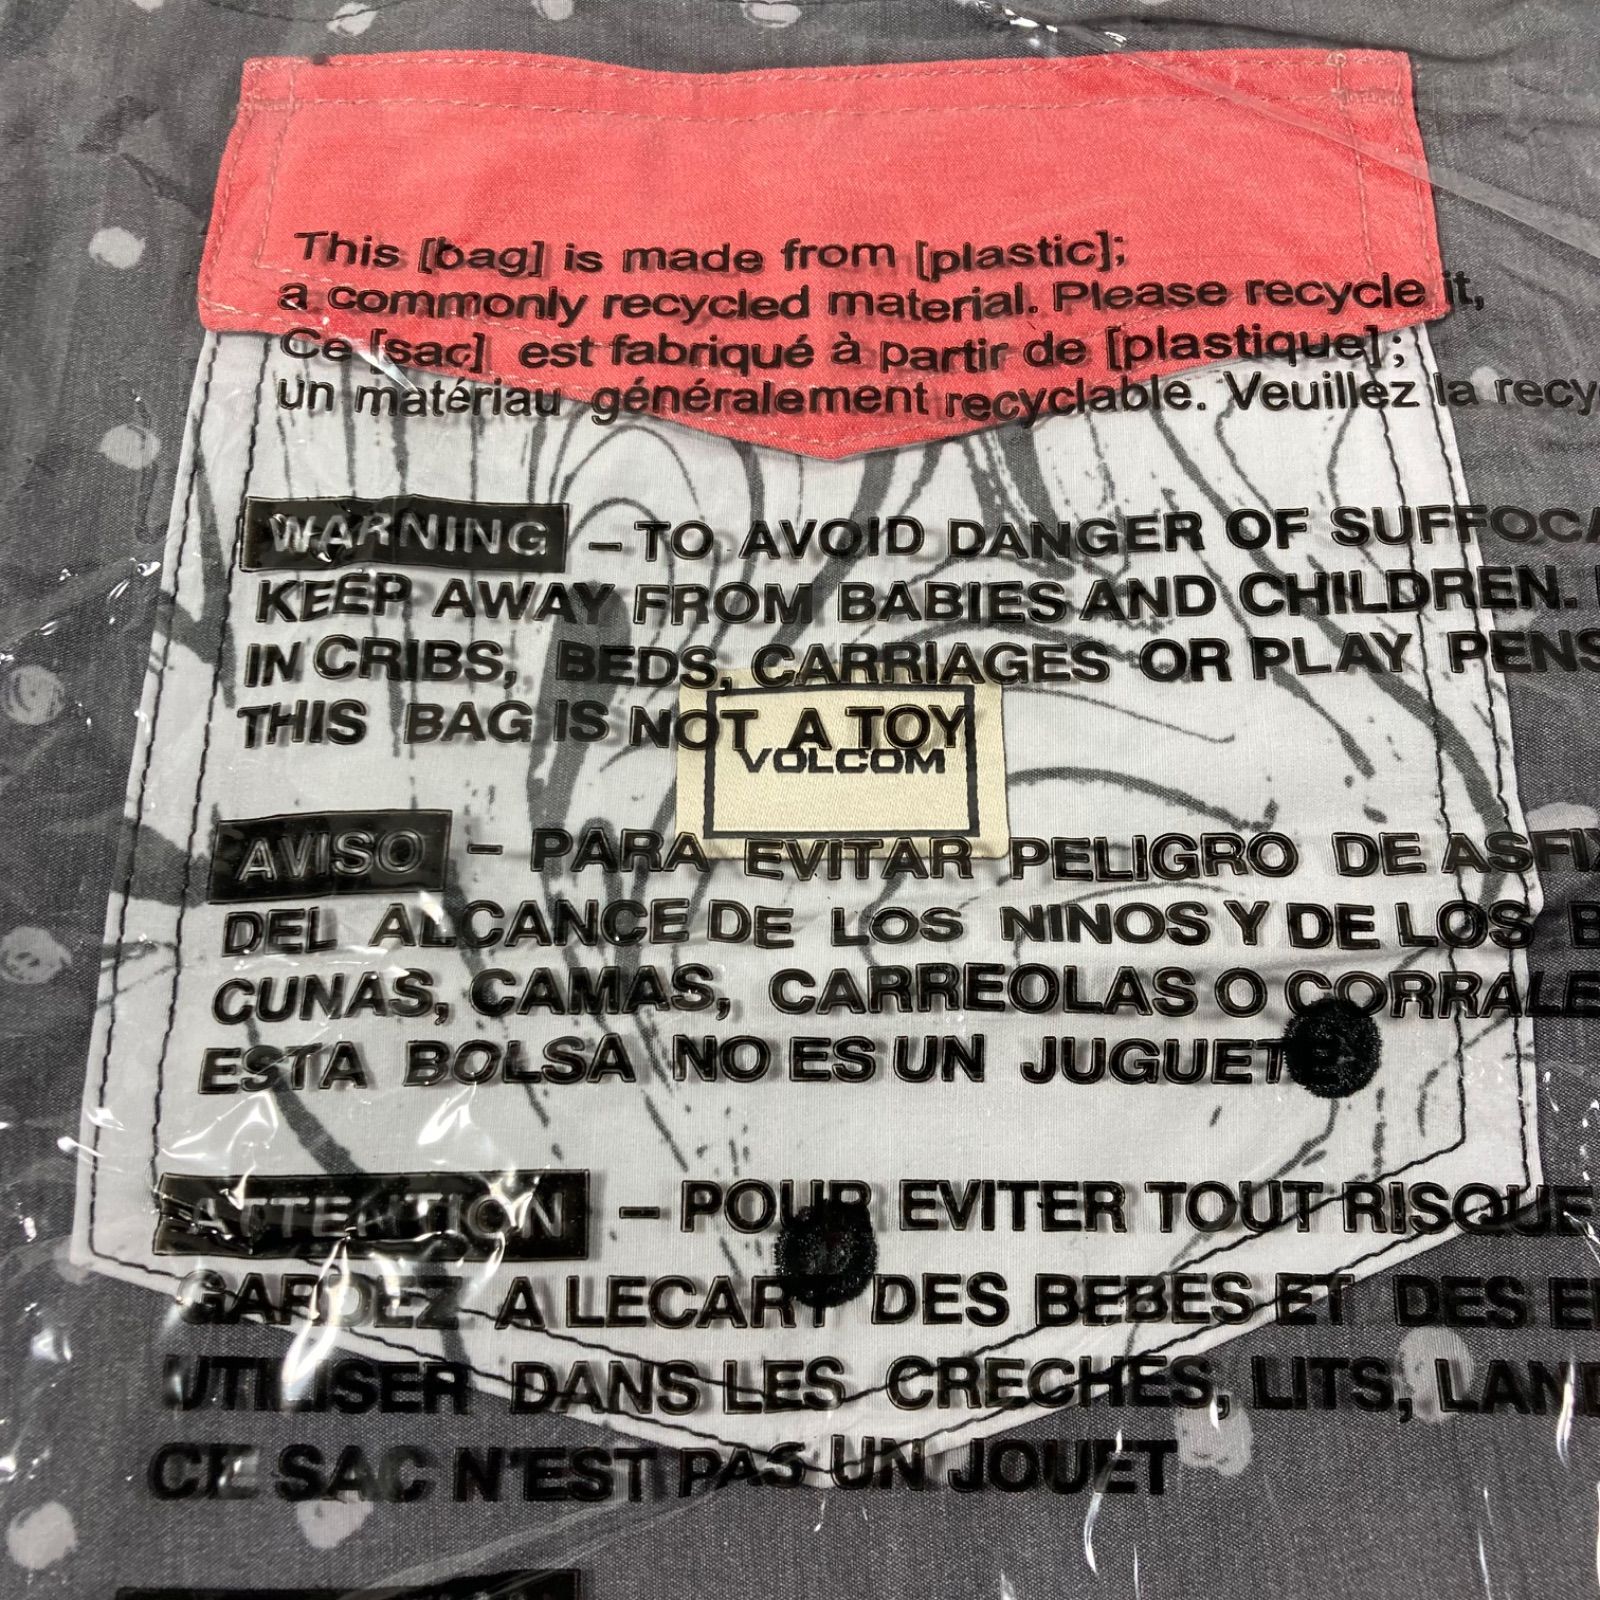 This [bag] is made from [plastic];
a commonly recycled material. Please recycle it,
Ce [sac] est fabriqué à partir de [plastique];
un matériau généralement recyclable. Veuillez la recy
WARNING – TO AVOID DANGER OF SUFFOCA
KEEP AWAY FROM BABIES AND CHILDREN.
IN CRIBS, BEDS, CARRIAGES OR PLAY PENS
THIS BAG IS NOT A TOY
VOLCOM
AVISO – PARA EVITAR PELIGRO DE ASFIX
DEL ALCANCE DE LOS NINOS Y DE LOS B
CUNAS, CAMAS, CARREOLAS O CORRALE
ESTA BOLSA NO ES UN JUGUETE
ATTENTION – POUR EVITER TOUT RISQUE
GARDEZ A LECART DES BEBES ET DES E
UTILISER DANS LES CRECHES, LITS, LAND
CE SAC N'EST PAS UN JOUET